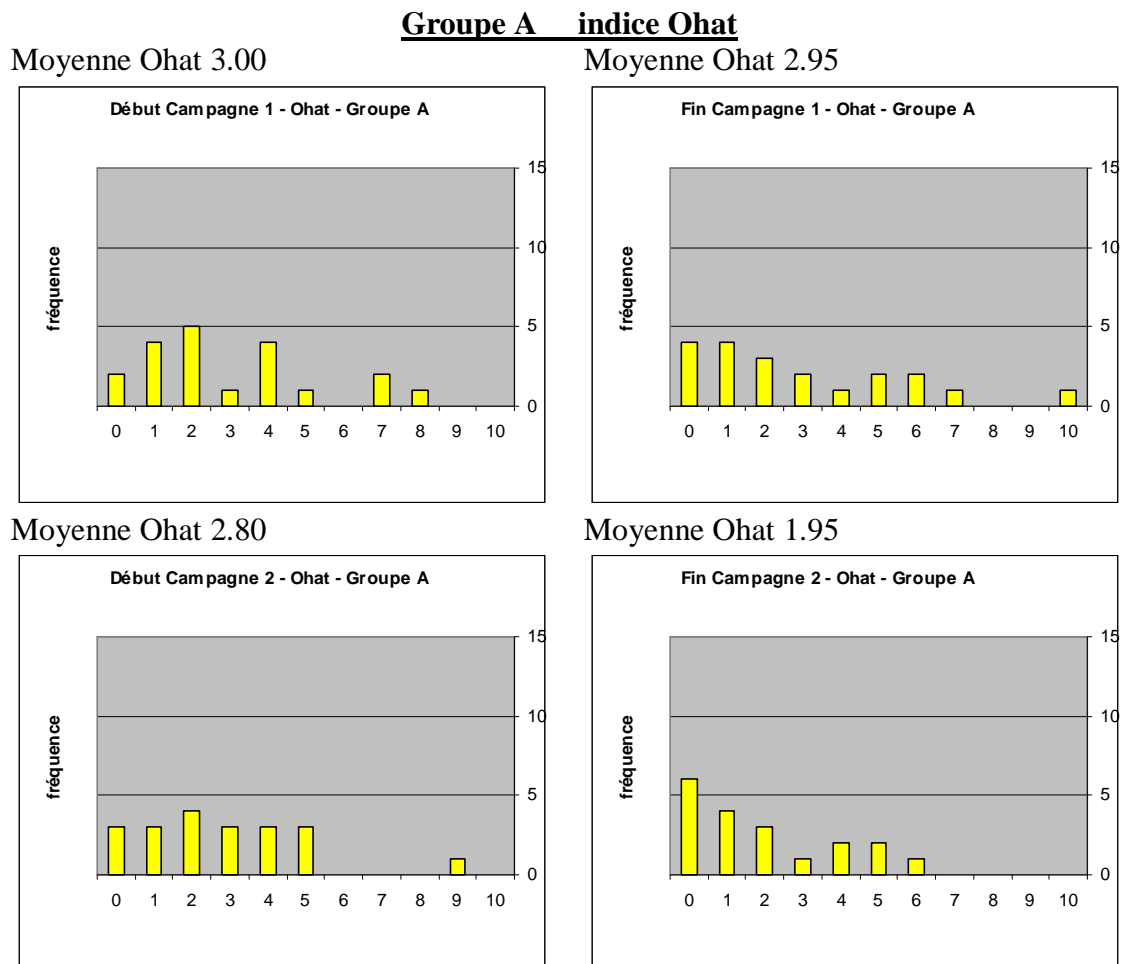 Groupe A indice Ohat
Moyenne Ohat 3.00
Moyenne Ohat 2.95
Début Campagne 1 - Ohat - Groupe A
fréquence
15
10
5
0
0 1 2 3 4 5 6 7 8 9 10
Fin Campagne 1 - Ohat - Groupe A
fréquence
15
10
5
0
0 1 2 3 4 5 6 7 8 9 10
Moyenne Ohat 2.80
Moyenne Ohat 1.95
Début Campagne 2 - Ohat - Groupe A
fréquence
15
10
5
0
0 1 2 3 4 5 6 7 8 9 10
Fin Campagne 2 - Ohat - Groupe A
fréquence
15
10
5
0
0 1 2 3 4 5 6 7 8 9 10